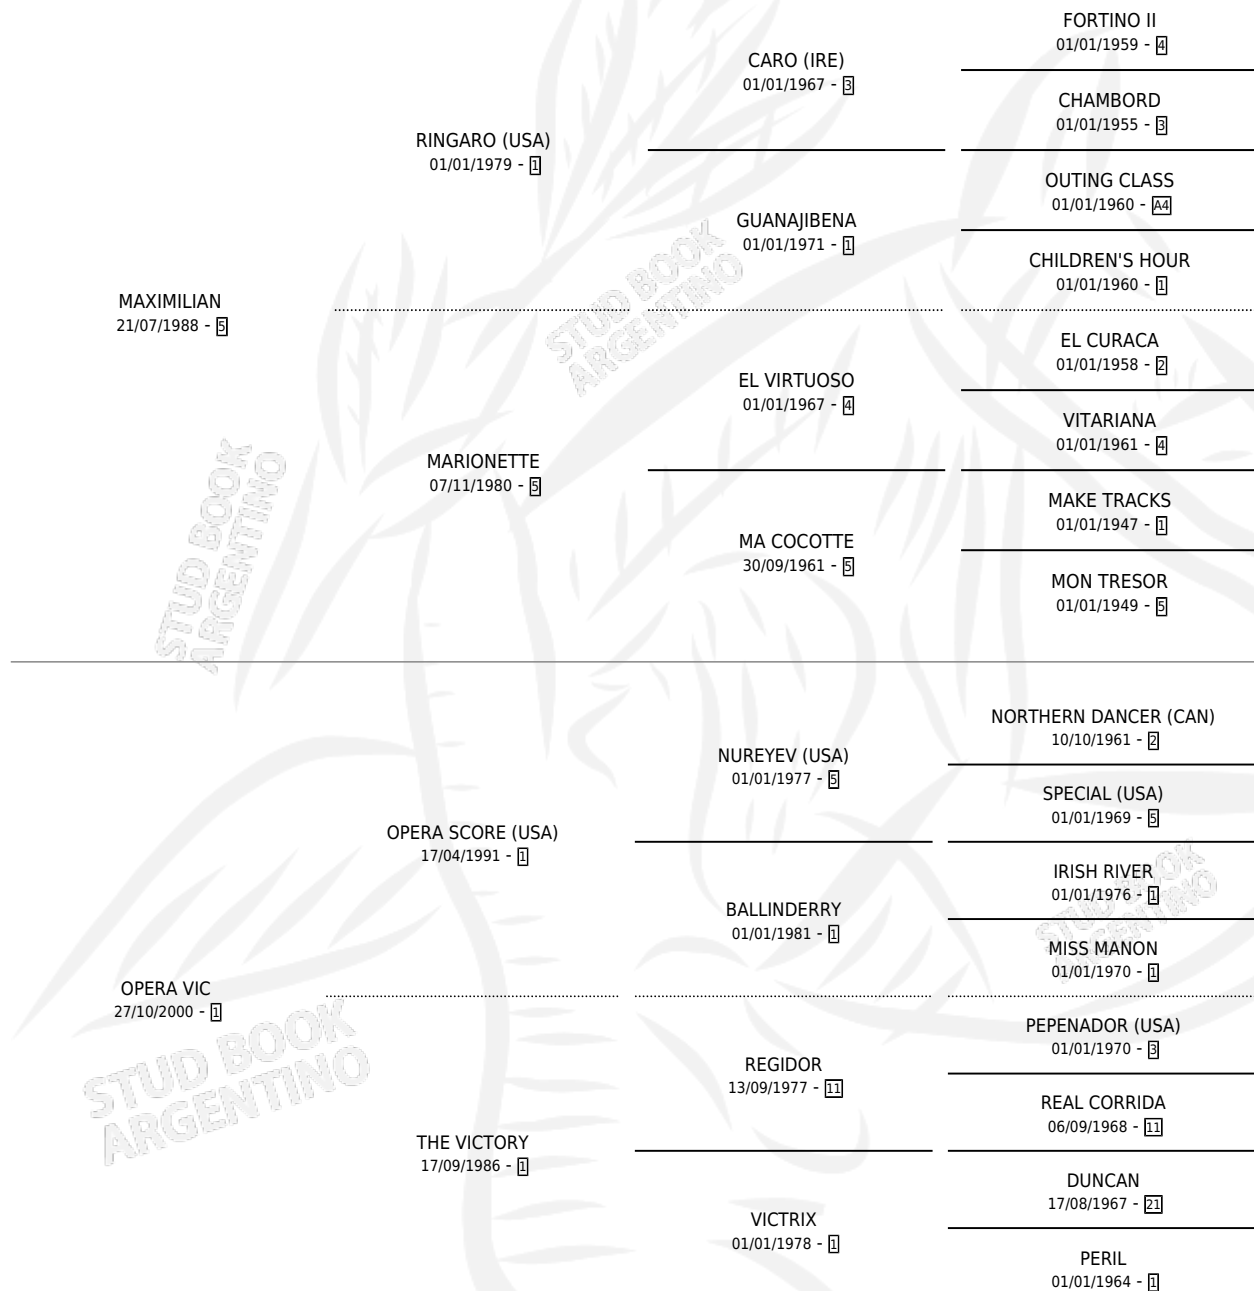 FORTINO II
01/01/1959 - 4
CARO (IRE)
01/01/1967 - 3
CHAMBORD
01/01/1955 - 3
RINGARO (USA)
01/01/1979 - 1
OUTING CLASS
01/01/1960 - A4
GUANAJIBENA
01/01/1971 - 1
CHILDREN'S HOUR
01/01/1960 - 1
MAXIMILIAN
21/07/1988 - 5
EL CURACA
01/01/1958 - 2
EL VIRTUOSO
01/01/1967 - 4
VITARIANA
01/01/1961 - 4
MARIONETTE
07/11/1980 - 5
MAKE TRACKS
01/01/1947 - 1
MA COCOTTE
30/09/1961 - 5
MON TRESOR
01/01/1949 - 5
NORTHERN DANCER (CAN)
10/10/1961 - 2
NUREYEV (USA)
01/01/1977 - 5
SPECIAL (USA)
01/01/1969 - 5
OPERA SCORE (USA)
17/04/1991 - 1
IRISH RIVER
01/01/1976 - 1
BALLINDERRY
01/01/1981 - 1
MISS MANON
01/01/1970 - 1
OPERA VIC
27/10/2000 - 1
PEPENADOR (USA)
01/01/1970 - 3
REGIDOR
13/09/1977 - 11
REAL CORRIDA
06/09/1968 - 11
THE VICTORY
17/09/1986 - 1
DUNCAN
17/08/1967 - 21
VICTRIX
01/01/1978 - 1
PERIL
01/01/1964 - 1
STUD BOOK
ARGENTINO
STUD BOOK
ARGENTINO
STUD BOOK
ARGENTINO
STUD BOOK
ARGENTINO